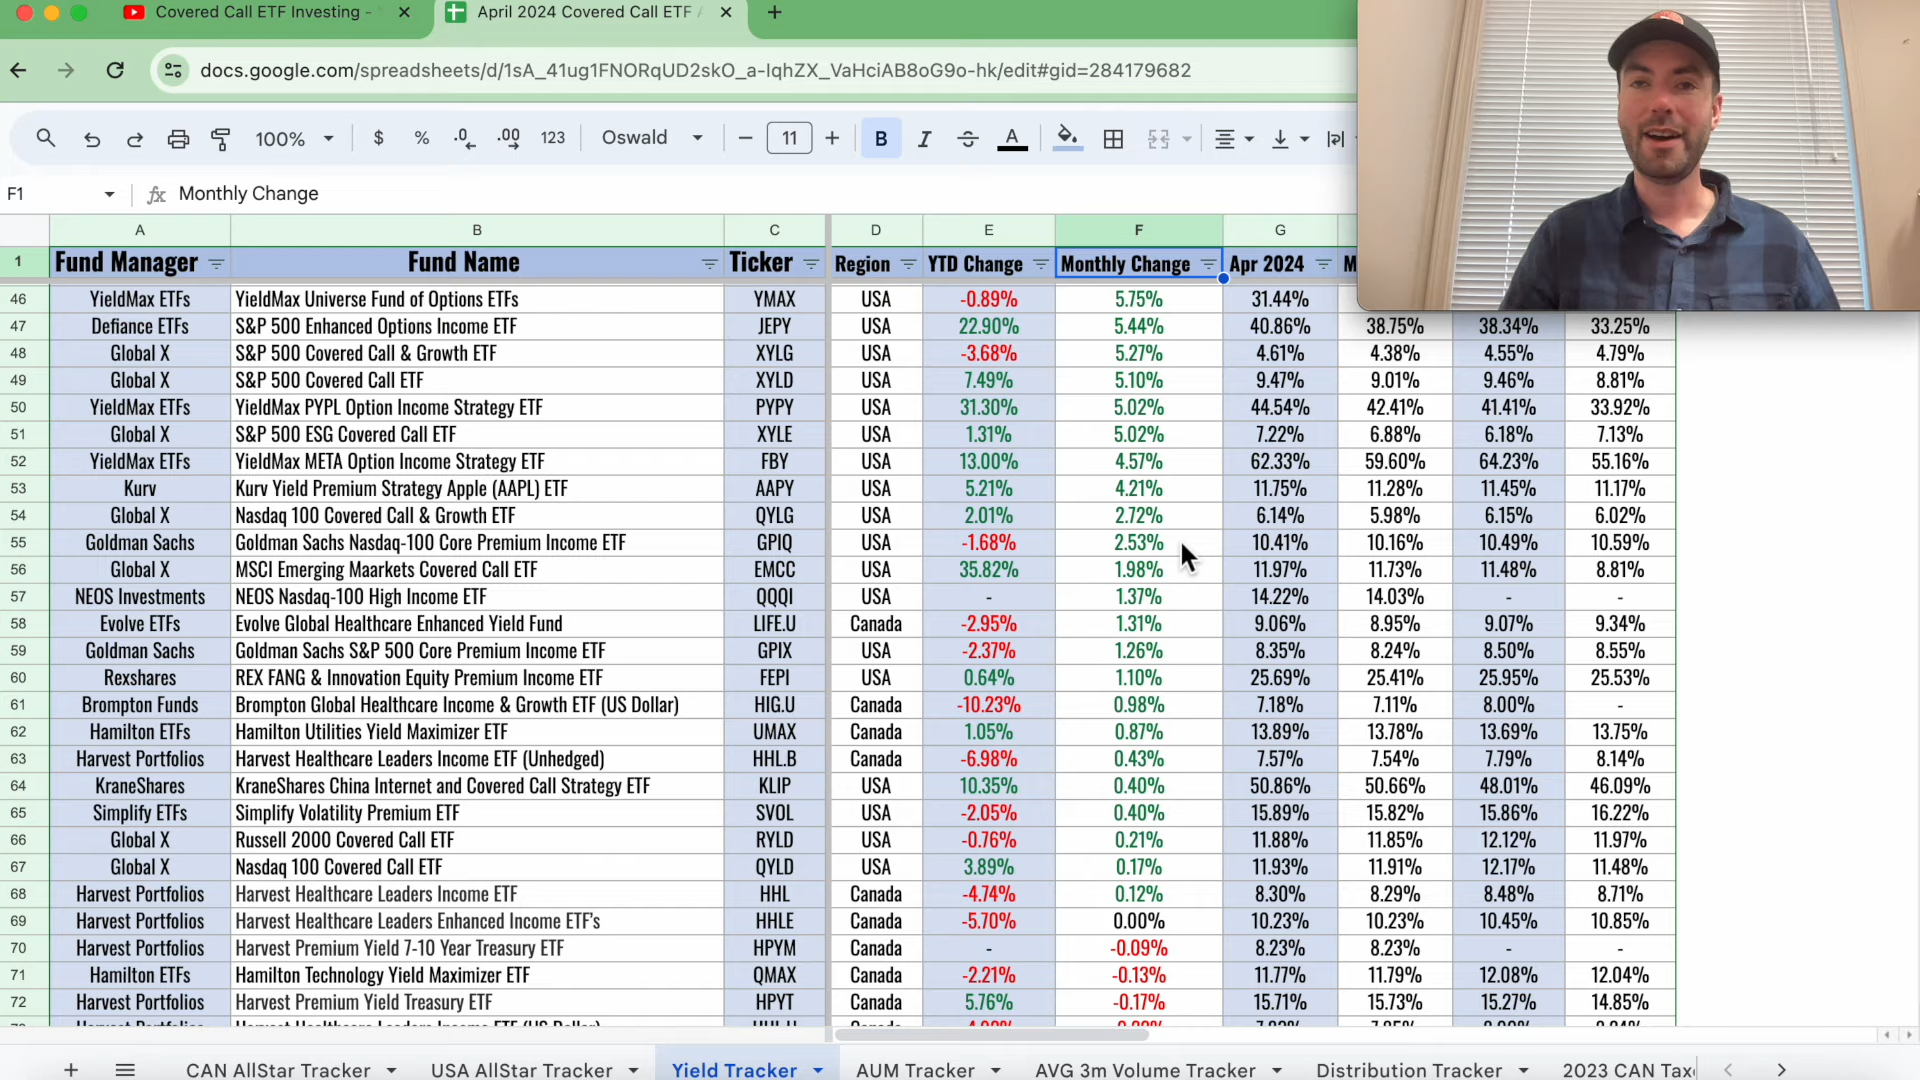 Covered Call ETF Investing -
April 2024 Covered Call ETF
docs.google.com/spreadsheets/d/1sA_41ug1FNORqUD2skO_a-IqhZX_VaHciAB8oG9o-hk/edit#gid=284179682
100% $ % .0 .00 123 Oswald 11 B I A
F1 fx Monthly Change
A B C D E F G
1 Fund Manager Fund Name Ticker Region YTD Change Monthly Change Apr 2024 M
46 YieldMax ETFs YieldMax Universe Fund of Options ETFs YMAX USA -0.89% 5.75% 31.44%
47 Defiance ETFs S&P 500 Enhanced Options Income ETF JEPY USA 22.90% 5.44% 40.86% 38.75% 38.34% 33.25%
48 Global X S&P 500 Covered Call & Growth ETF XYLG USA -3.68% 5.27% 4.61% 4.38% 4.55% 4.79%
49 Global X S&P 500 Covered Call ETF XYLD USA 7.49% 5.10% 9.47% 9.01% 9.46% 8.81%
50 YieldMax ETFs YieldMax PYPL Option Income Strategy ETF PYPY USA 31.30% 5.02% 44.54% 42.41% 41.41% 33.92%
51 Global X S&P 500 ESG Covered Call ETF XYLE USA 1.31% 5.02% 7.22% 6.88% 6.18% 7.13%
52 YieldMax ETFs YieldMax META Option Income Strategy ETF FBY USA 13.00% 4.57% 62.33% 59.60% 64.23% 55.16%
53 Kurv Kurv Yield Premium Strategy Apple (AAPL) ETF AAPY USA 5.21% 4.21% 11.75% 11.28% 11.45% 11.17%
54 Global X Nasdaq 100 Covered Call & Growth ETF QYLG USA 2.01% 2.72% 6.14% 5.98% 6.15% 6.02%
55 Goldman Sachs Goldman Sachs Nasdaq-100 Core Premium Income ETF GPIQ USA -1.68% 2.53% 10.41% 10.16% 10.49% 10.59%
56 Global X MSCI Emerging Maarkets Covered Call ETF EMCC USA 35.82% 1.98% 11.97% 11.73% 11.48% 8.81%
57 NEOS Investments NEOS Nasdaq-100 High Income ETF QQQI USA - 1.37% 14.22% 14.03% - -
58 Evolve ETFs Evolve Global Healthcare Enhanced Yield Fund LIFE.U Canada -2.95% 1.31% 9.06% 8.95% 9.07% 9.34%
59 Goldman Sachs Goldman Sachs S&P 500 Core Premium Income ETF GPIX USA -2.37% 1.26% 8.35% 8.24% 8.50% 8.55%
60 Rexshares REX FANG & Innovation Equity Premium Income ETF FEPI USA 0.64% 1.10% 25.69% 25.41% 25.95% 25.53%
61 Brompton Funds Brompton Global Healthcare Income & Growth ETF (US Dollar) HIG.U Canada -10.23% 0.98% 7.18% 7.11% 8.00% -
62 Hamilton ETFs Hamilton Utilities Yield Maximizer ETF UMAX Canada 1.05% 0.87% 13.89% 13.78% 13.69% 13.75%
63 Harvest Portfolios Harvest Healthcare Leaders Income ETF (Unhedged) HHL.B Canada -6.98% 0.43% 7.57% 7.54% 7.79% 8.14%
64 KraneShares KraneShares China Internet and Covered Call Strategy ETF KLIP USA 10.35% 0.40% 50.86% 50.66% 48.01% 46.09%
65 Simplify ETFs Simplify Volatility Premium ETF SVOL USA -2.05% 0.40% 15.89% 15.82% 15.86% 16.22%
66 Global X Russell 2000 Covered Call ETF RYLD USA -0.76% 0.21% 11.88% 11.85% 12.12% 11.97%
67 Global X Nasdaq 100 Covered Call ETF QYLD USA 3.89% 0.17% 11.93% 11.91% 12.17% 11.48%
68 Harvest Portfolios Harvest Healthcare Leaders Income ETF HHL Canada -4.74% 0.12% 8.30% 8.29% 8.48% 8.71%
69 Harvest Portfolios Harvest Healthcare Leaders Enhanced Income ETF's HHLE Canada -5.70% 0.00% 10.23% 10.23% 10.45% 10.85%
70 Harvest Portfolios Harvest Premium Yield 7-10 Year Treasury ETF HPYM Canada - -0.09% 8.23% 8.23% - -
71 Hamilton ETFs Hamilton Technology Yield Maximizer ETF QMAX Canada -2.21% -0.13% 11.77% 11.79% 12.08% 12.04%
72 Harvest Portfolios Harvest Premium Yield Treasury ETF HPYT Canada 5.76% -0.17% 15.71% 15.73% 15.27% 14.85%
CAN AllStar Tracker USA AllStar Tracker Yield Tracker AUM Tracker AVG 3m Volume Tracker Distribution Tracker 2023 CAN Tax